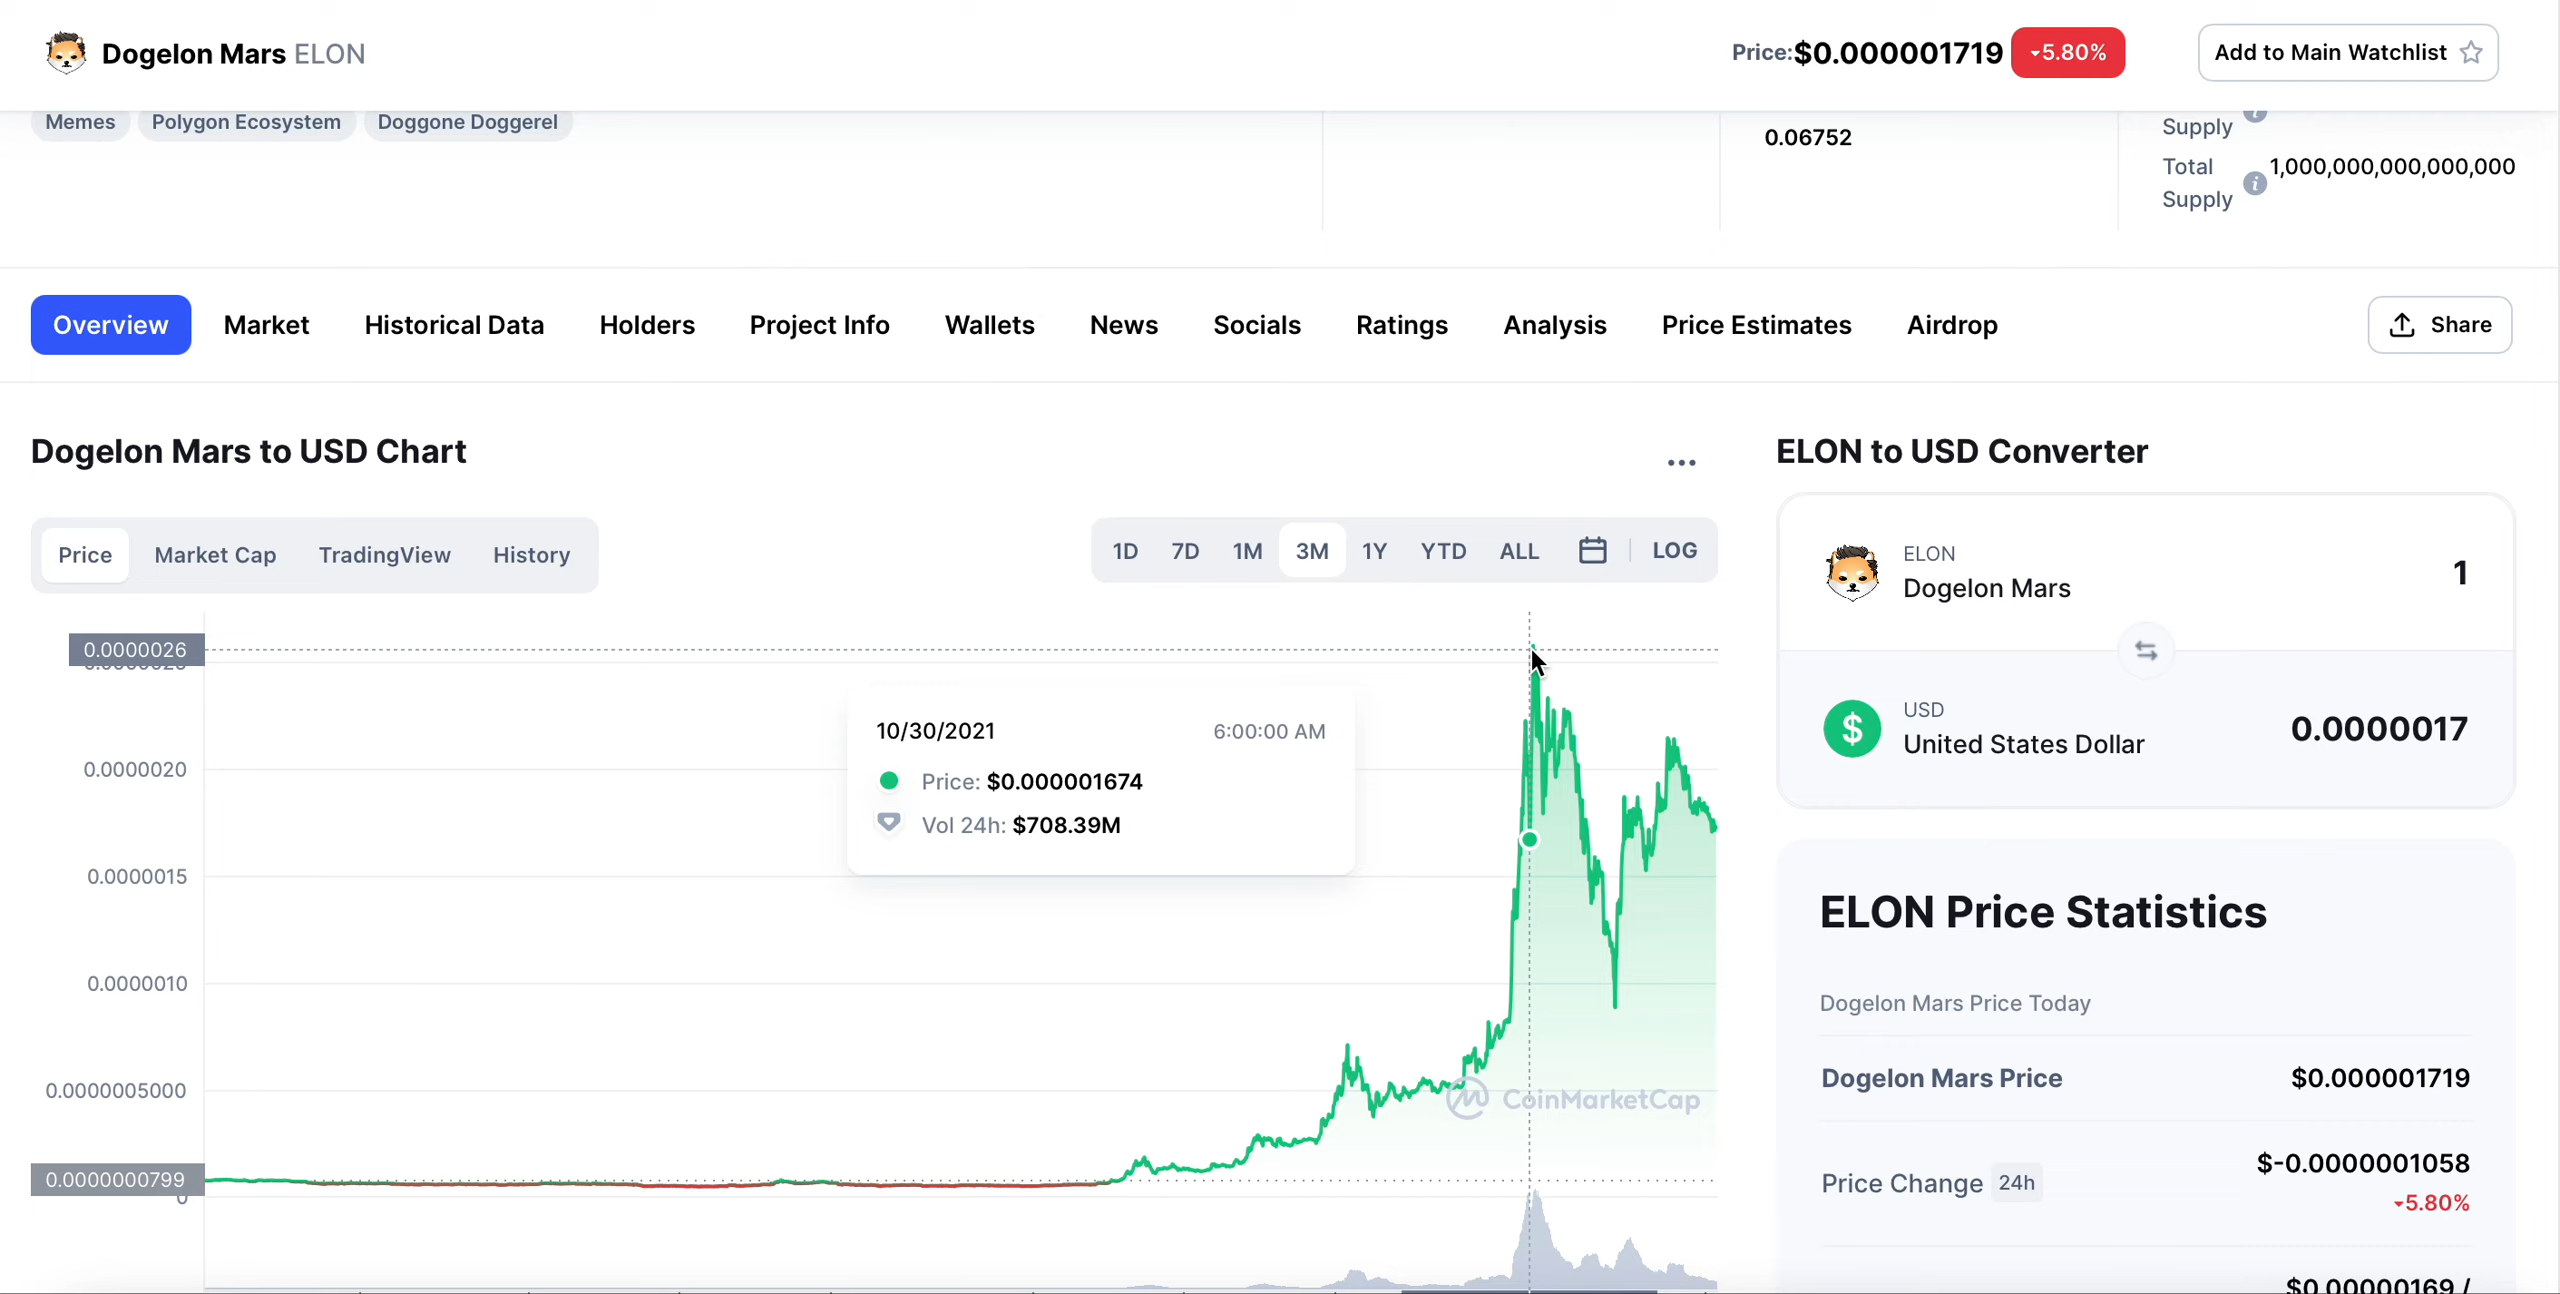 Dogelon Mars ELON
Price:$0.000001719 -5.80%
Add to Main Watchlist
Memes Polygon Ecosystem Doggone Doggerel
0.06752
Supply
Total Supply 1,000,000,000,000,000
Overview Market Historical Data Holders Project Info Wallets News Socials Ratings Analysis Price Estimates Airdrop
Share
Dogelon Mars to USD Chart
Price Market Cap TradingView History
1D 7D 1M 3M 1Y YTD ALL LOG
0.0000026
0.0000020
0.0000015
0.0000010
0.0000005000
0.0000000799
0
10/30/2021 6:00:00 AM
Price: $0.000001674
Vol 24h: $708.39M
CoinMarketCap
ELON to USD Converter
ELON
Dogelon Mars
1
USD
United States Dollar
0.0000017
ELON Price Statistics
Dogelon Mars Price Today
Dogelon Mars Price $0.000001719
Price Change 24h $-0.0000001058
-5.80%
$0.00000169 /